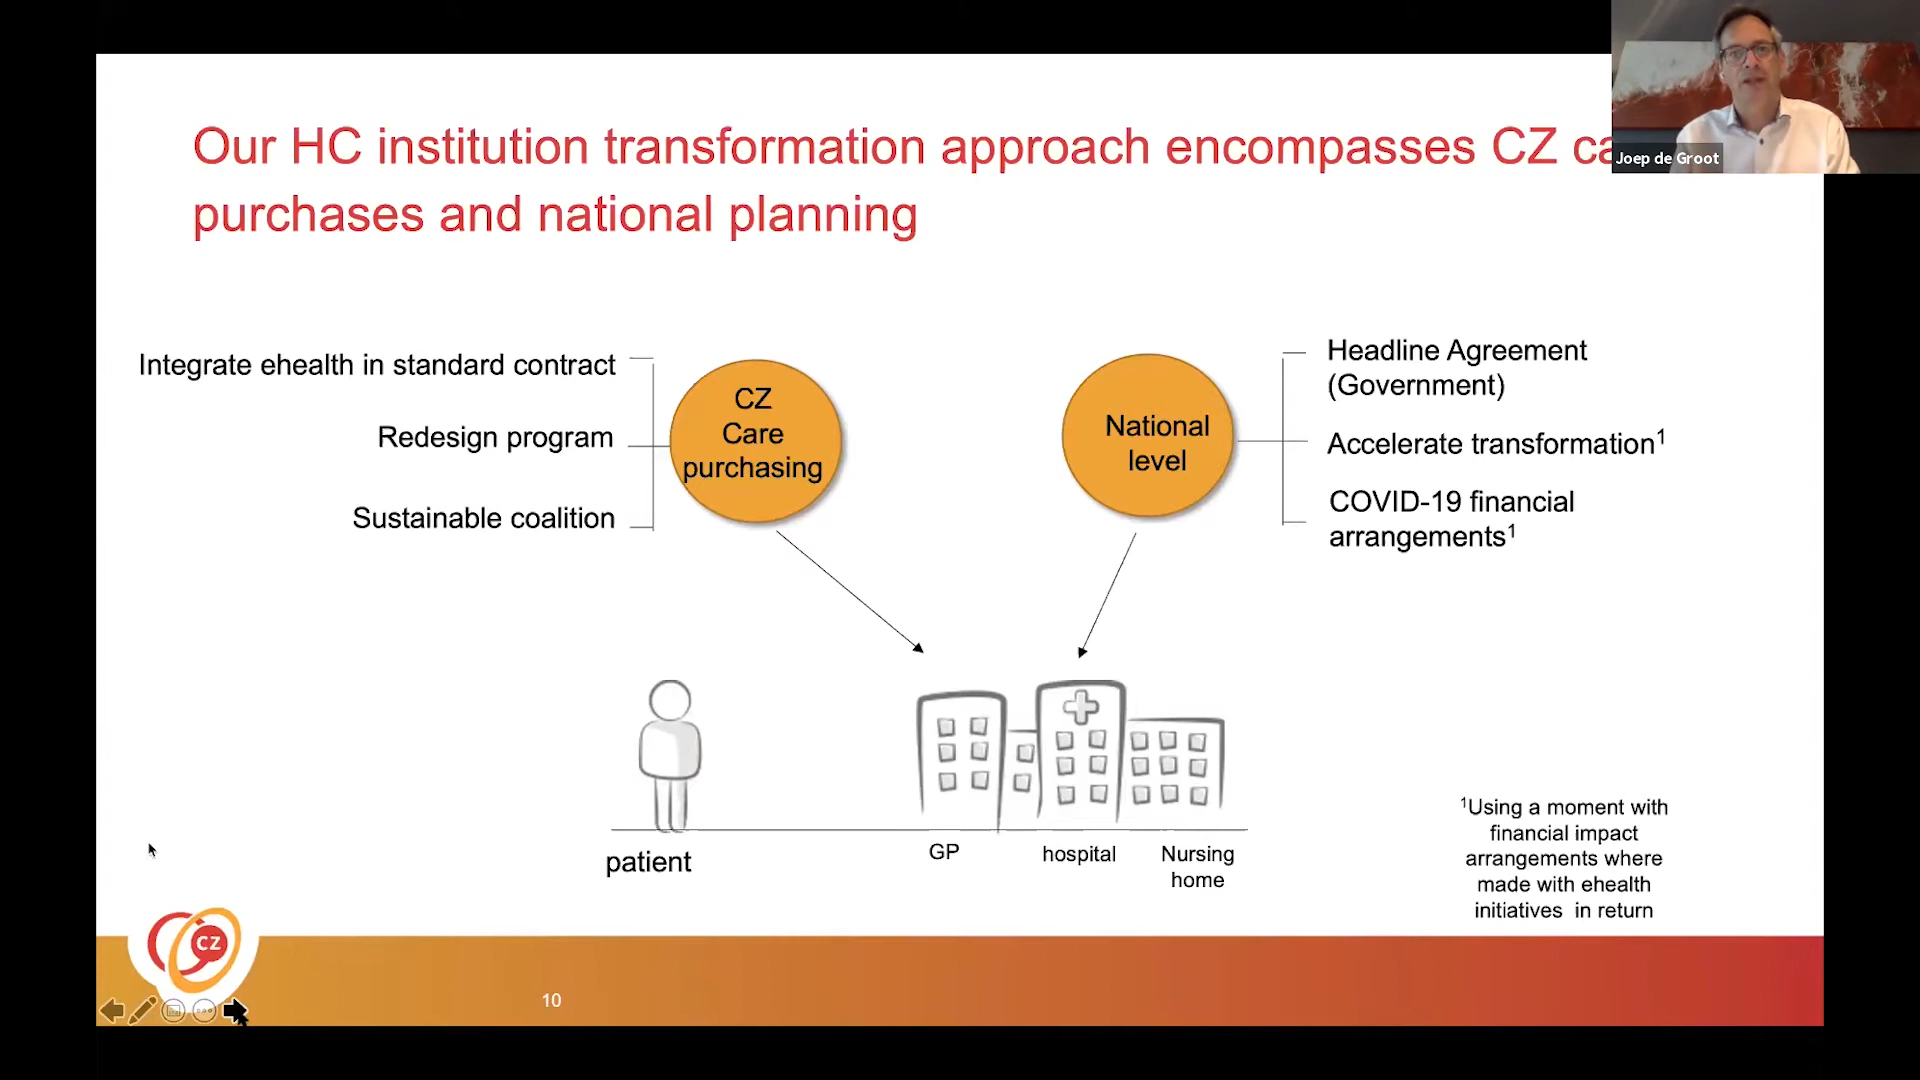 Our HC institution transformation approach encompasses CZ
purchases and national planning
Joep de Groot
Integrate ehealth in standard contract
Redesign program
Sustainable coalition
CZ
Care
purchasing
National
level
Headline Agreement
(Government)
Accelerate transformation¹
COVID-19 financial
arrangements¹
patient
GP
hospital
Nursing
home
¹Using a moment with
financial impact
arrangements where
made with ehealth
initiatives in return
CZ
10